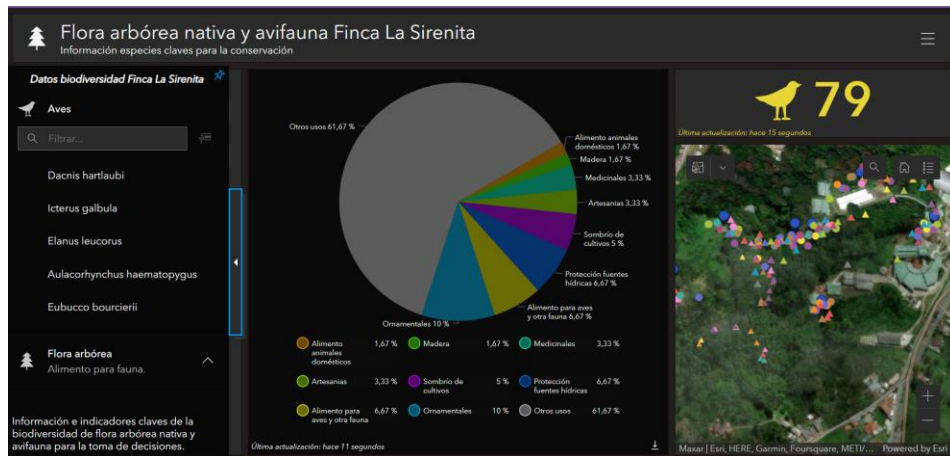 Flora arbórea nativa y avifauna Finca La Sirenita
Información especies claves para la conservación
Datos biodiversidad Finca La Sirenita
Aves
Filtrar...
Dacnis hartlaubi
Icterus galbula
Elanus leucorus
Aulacorhynchus haematopygus
Eubucco bourcierii
Flora arbórea
Alimento para fauna.
Información e indicadores claves de la
biodiversidad de flora arbórea nativa y
avifauna para la toma de decisiones.
Otros usos 61,67 %
Alimento animales
domésticos 1,67 %
Madera 1,67 %
Medicinales 3,33 %
Artesanias 3,33 %
Sombrío de
cultivos 5 %
Protección fuentes
hídricas 6,67 %
Alimento para aves
y otra fauna 6,67 %
Ornamentales 10 %
Alimento
animales
domésticos
1,67 %
Madera
1,67 %
Medicinales
3,33 %
Artesanias
3,33 %
Sombrío de
cultivos
5 %
Protección
fuentes hídricas
6,67 %
Alimento para
aves y otra fauna
6,67 %
Ornamentales
10 %
Otros usos
61,67 %
Última actualización: hace 11 segundos
79
Última actualización: hace 15 segundos
Maxar | Esri, HERE, Garmin, Foursquare, METI/... Powered by Esri